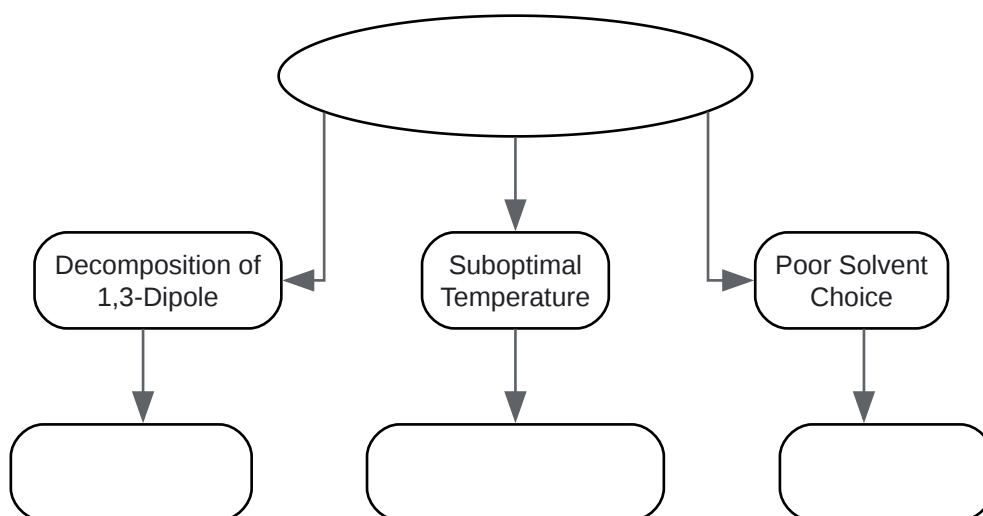 Decomposition of
1,3-Dipole
Suboptimal
Temperature
Poor Solvent
Choice